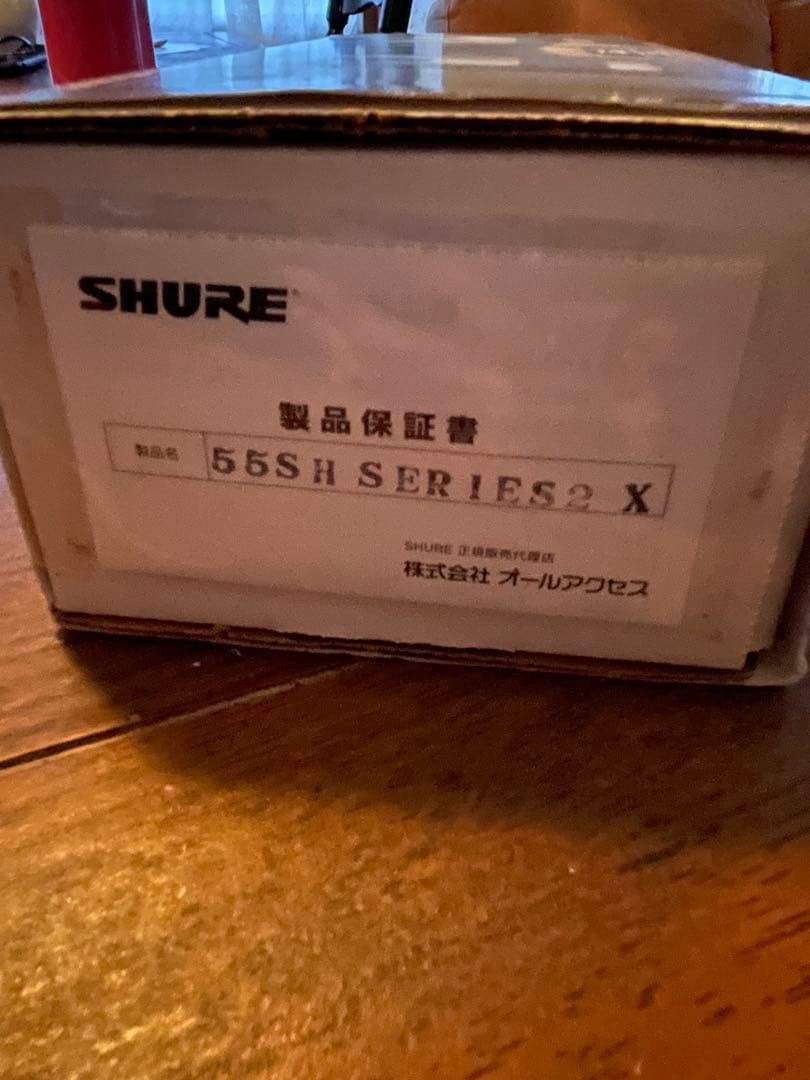 SHURE
製品保証書
製品名 55SH SERIES2 X
SHURE 正規販売代理店
株式会社 オールアクセス